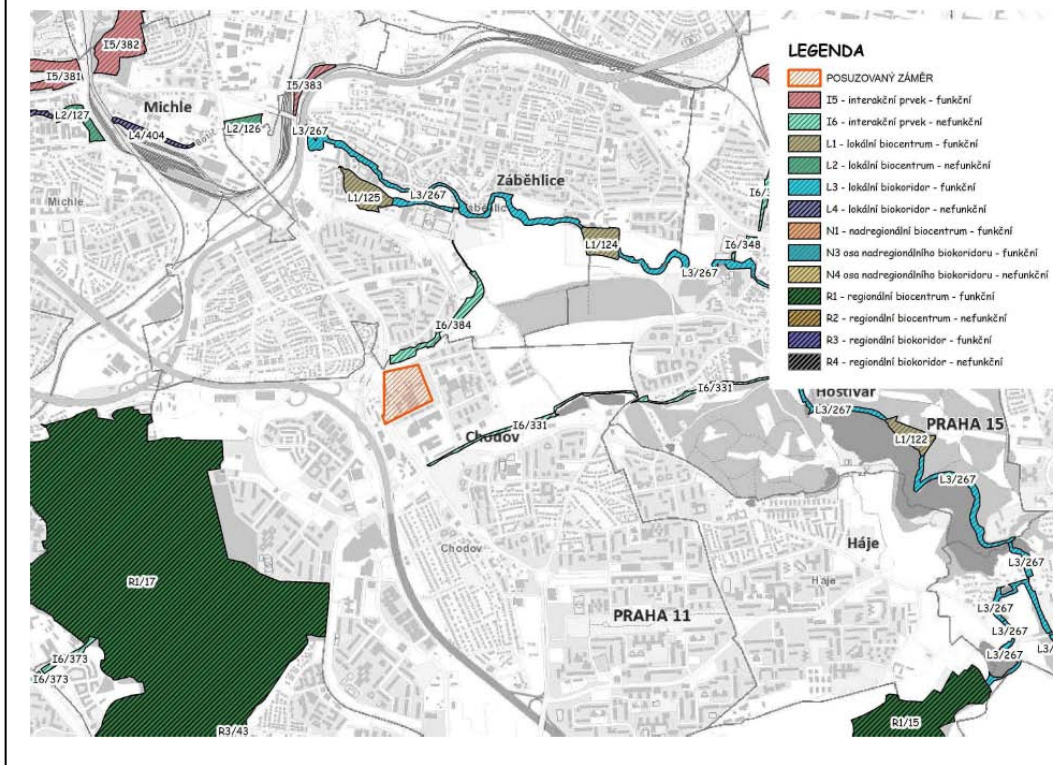 LEGENDA
POSUZOVANÝ ZÁMĚR
I5 - interakční prvek - funkční
I6 - interakční prvek - nefunkční
L1 - lokální biocentrum - funkční
L2 - lokální biocentrum - nefunkční
L3 - lokální biokoridor - funkční
L4 - lokální biokoridor - nefunkční
N1 - nadregionální biocentrum - funkční
N3 osa nadregionálního biokoridoru - funkční
N4 osa nadregionálního biokoridoru - nefunkční
R1 - regionální biocentrum - funkční
R2 - regionální biocentrum - nefunkční
R3 - regionální biokoridor - funkční
R4 - regionální biokoridor - nefunkční
I5/382
I5/381
I5/383
Michle
L2/127
L4/404
Botič
L2/126
L3/267
Michle
Záběhlice
L1/125
L3/267
L1/124
I6/348
L3/267
I6/384
I6/331
Hostivař
L3/267
PRAHA 15
L1/122
I6/331
Chodov
L3/267
Chodov
Háje
Háje
L3/267
R1/17
PRAHA 11
L3/267
L3/267
L3/267
L3/
I6/373
I6/373
R3/43
R1/15